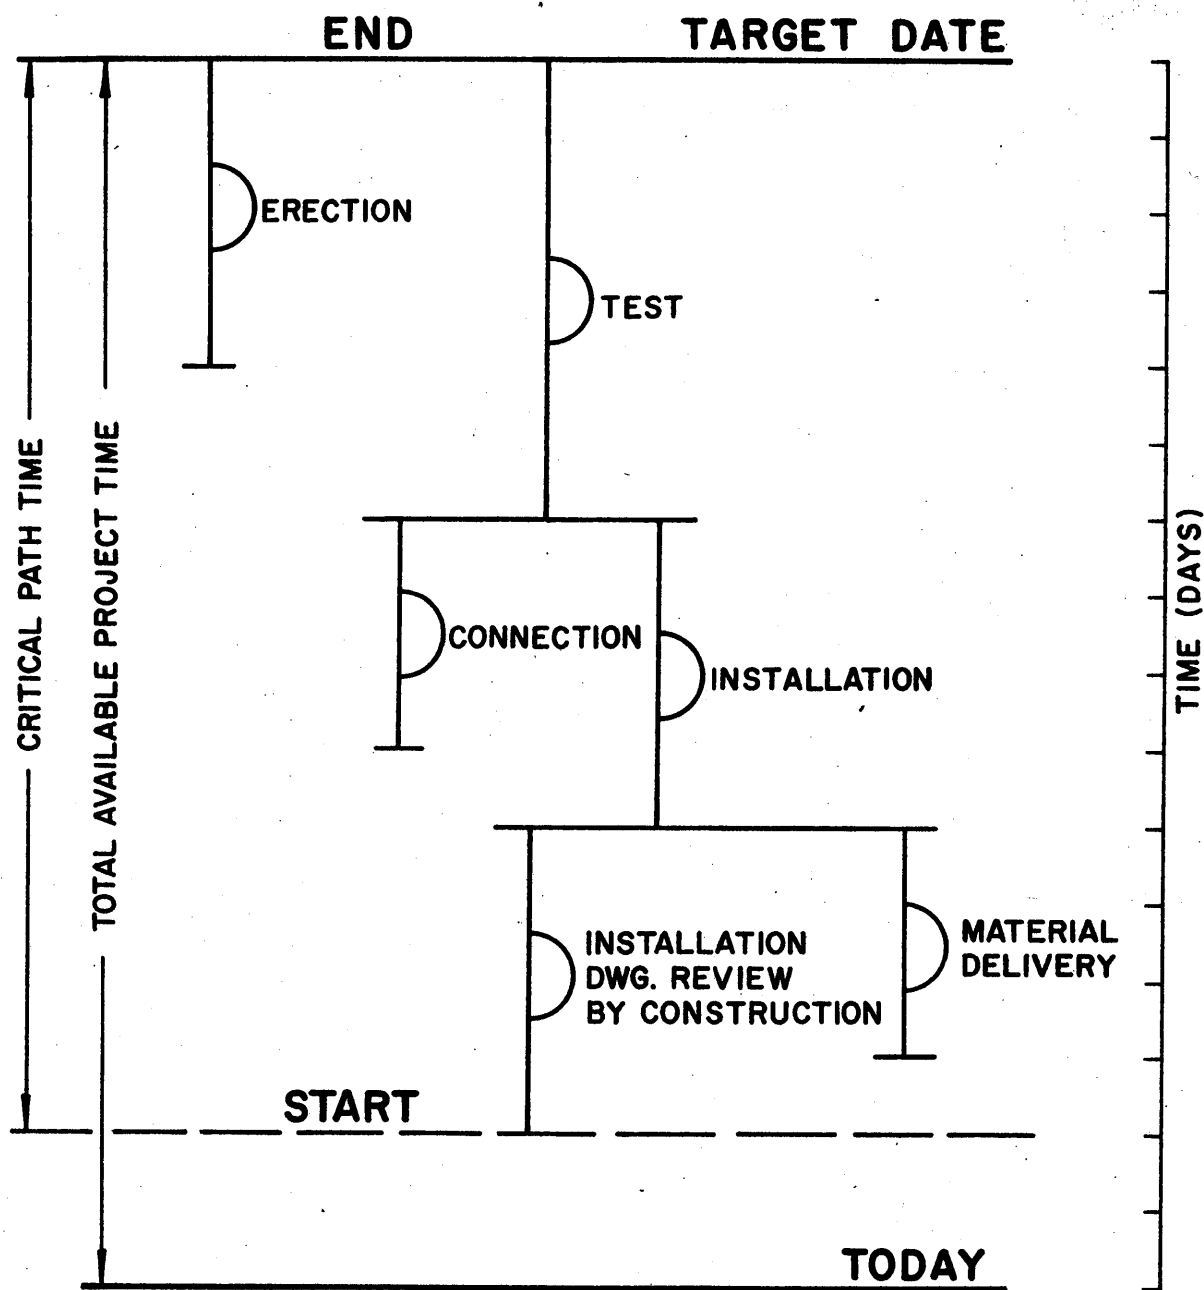 END
TARGET DATE
ERECTION
TEST
CRITICAL PATH TIME
TOTAL AVAILABLE PROJECT TIME
TIME (DAYS)
CONNECTION
INSTALLATION
INSTALLATION
DWG. REVIEW
BY CONSTRUCTION
MATERIAL
DELIVERY
START
TODAY